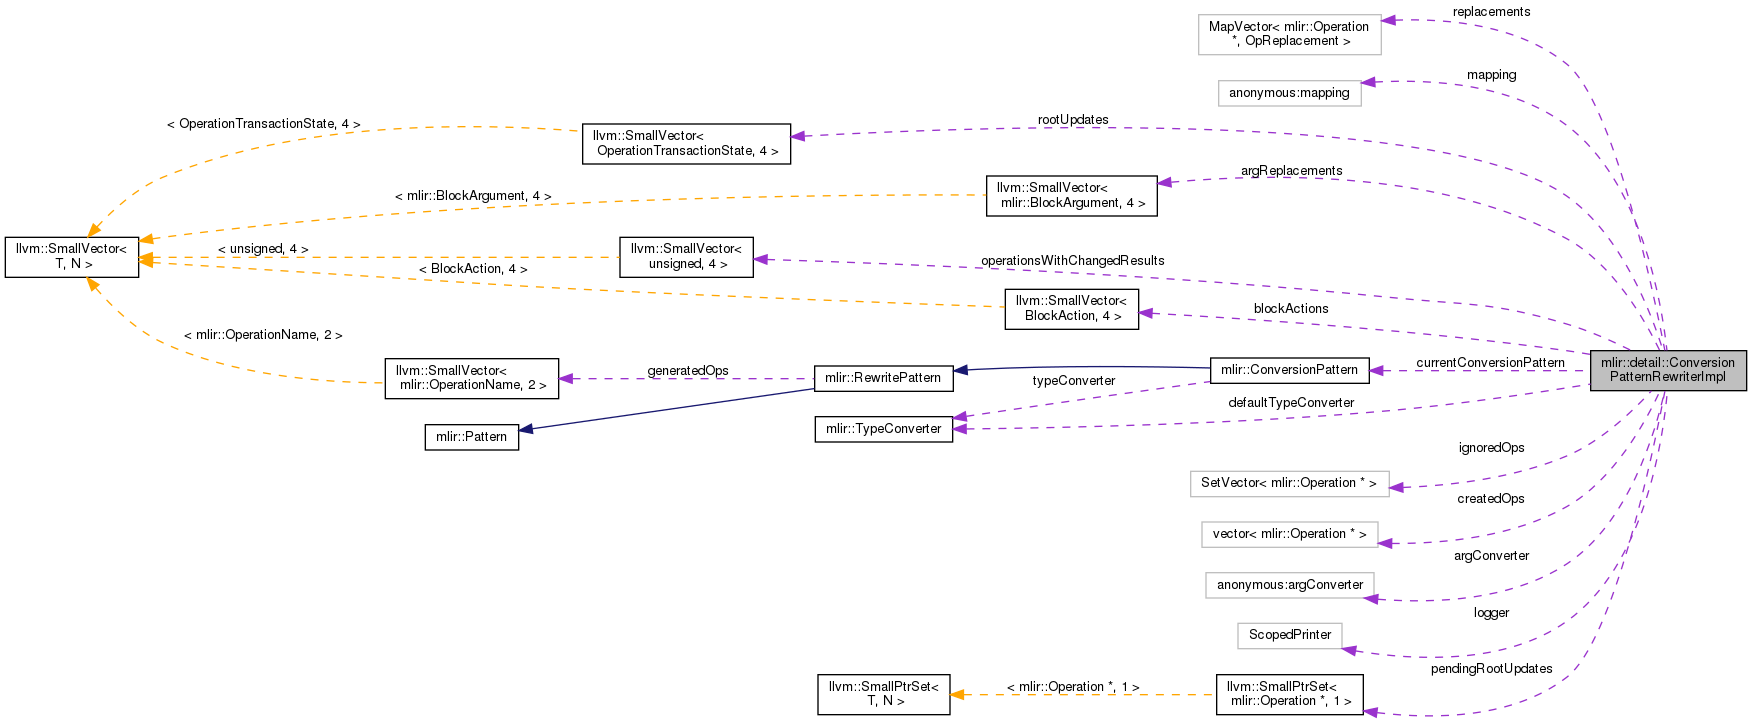 replacements
MapVector< mlir::Operation
*, OpReplacement >
mapping
anonymous:mapping
< OperationTransactionState, 4 >
llvm::SmallVector<
OperationTransactionState, 4 >
rootUpdates
argReplacements
< mlir::BlockArgument, 4 >
llvm::SmallVector<
mlir::BlockArgument, 4 >
llvm::SmallVector<
T, N >
< unsigned, 4 >
llvm::SmallVector<
unsigned, 4 >
operationsWithChangedResults
< BlockAction, 4 >
llvm::SmallVector<
BlockAction, 4 >
blockActions
< mlir::OperationName, 2 >
llvm::SmallVector<
mlir::OperationName, 2 >
generatedOps
mlir::RewritePattern
mlir::ConversionPattern
currentConversionPattern
mlir::detail::Conversion
PatternRewriterImpl
typeConverter
defaultTypeConverter
mlir::Pattern
mlir::TypeConverter
ignoredOps
SetVector< mlir::Operation * >
createdOps
vector< mlir::Operation * >
argConverter
anonymous:argConverter
logger
ScopedPrinter
pendingRootUpdates
llvm::SmallPtrSet<
T, N >
< mlir::Operation *, 1 >
llvm::SmallPtrSet<
mlir::Operation *, 1 >